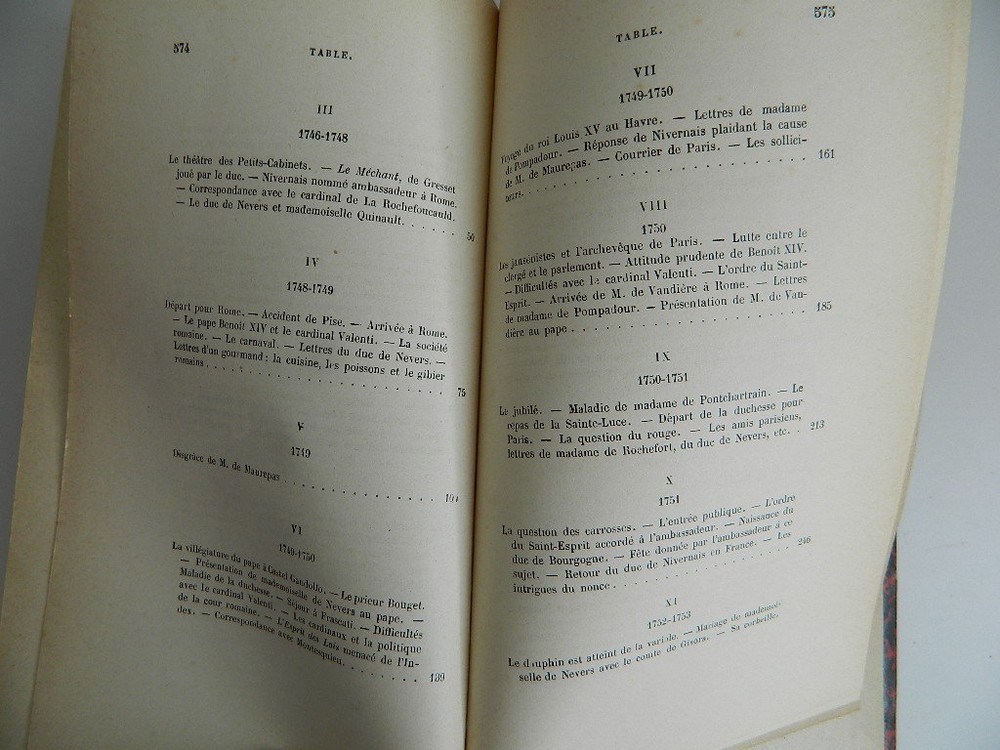 574
TABLE.
III
1746-1748
Le théâtre des Petits-Cabinets. — Le Méchant, de Gresset
joué par le duc. — Nivernais nommé ambassadeur à Rome.
— Correspondance avec le cardinal de La Rochefoucauld.
— Le duc de Nevers et mademoiselle Quinault. . . . . . 50
IV
1748-1749
Départ pour Rome. — Accident de Pise. — Arrivée à Rome.
— Le pape Benoît XIV et le cardinal Valenti. — La société
romaine. — Le carnaval. — Lettres du duc de Nevers. —
Lettres d'un gourmand : la cuisine, les poissons et le gibier
romains . . . . . . . . . . . . . . . . . . 75
V
1749
Disgrâce de M. de Maurepas . . . . . . . . . . . .
VI
1749-1750
La villégiature du pape à Castel Gandolfo. — Le prieur Bouget.
— Présentation de mademoiselle de Nevers au pape. —
Maladie de la duchesse. — Séjour à Frascati. — Difficultés
avec le cardinal Valenti. — Les cardinaux et la politique
de la cour romaine. — L'Esprit des Lois menacé de l'In-
dex. — Correspondance avec Montesquieu. . . . . . . 139
575
TABLE.
VII
1749-1750
Voyage du roi Louis XV au Havre. — Lettres de madame
de Pompadour. — Réponse de Nivernais plaidant la cause
de M. de Maurepas. — Courrier de Paris. — Les sollici-
teurs. . . . . . . . . . . . . . . . . . . . 161
VIII
1750
Les jansénistes et l'archevêque de Paris. — Lutte entre le
clergé et le parlement. — Attitude prudente de Benoît XIV.
— Difficultés avec le cardinal Valenti. — L'ordre du Saint-
Esprit. — Arrivée de M. de Vandière à Rome. — Lettres
de madame de Pompadour. — Présentation de M. de Van-
dière au pape . . . . . . . . . . . . . . . . 185
IX
1750-1751
Le jubilé. — Maladie de madame de Pontchartrain. — Le
repas de la Sainte-Luce. — Départ de la duchesse pour
Paris. — La question du rouge. — Les amis parisiens,
lettres de madame de Rochefort, du duc de Nevers, etc. . 213
X
1751
La question des carrosses. — L'entrée publique. — L'ordre
du Saint-Esprit accordé à l'ambassadeur. — Naissance du
duc de Bourgogne. — Fête donnée par l'ambassadeur à ce
sujet. — Retour du duc de Nivernais en France. — Les
intrigues du nonce . . . . . . . . . . . . . . 246
XI
1752-1753
Le dauphin est atteint de la variole. — Mariage de mademoi-
selle de Nevers avec le comte de Gisors. — Sa corbeille.